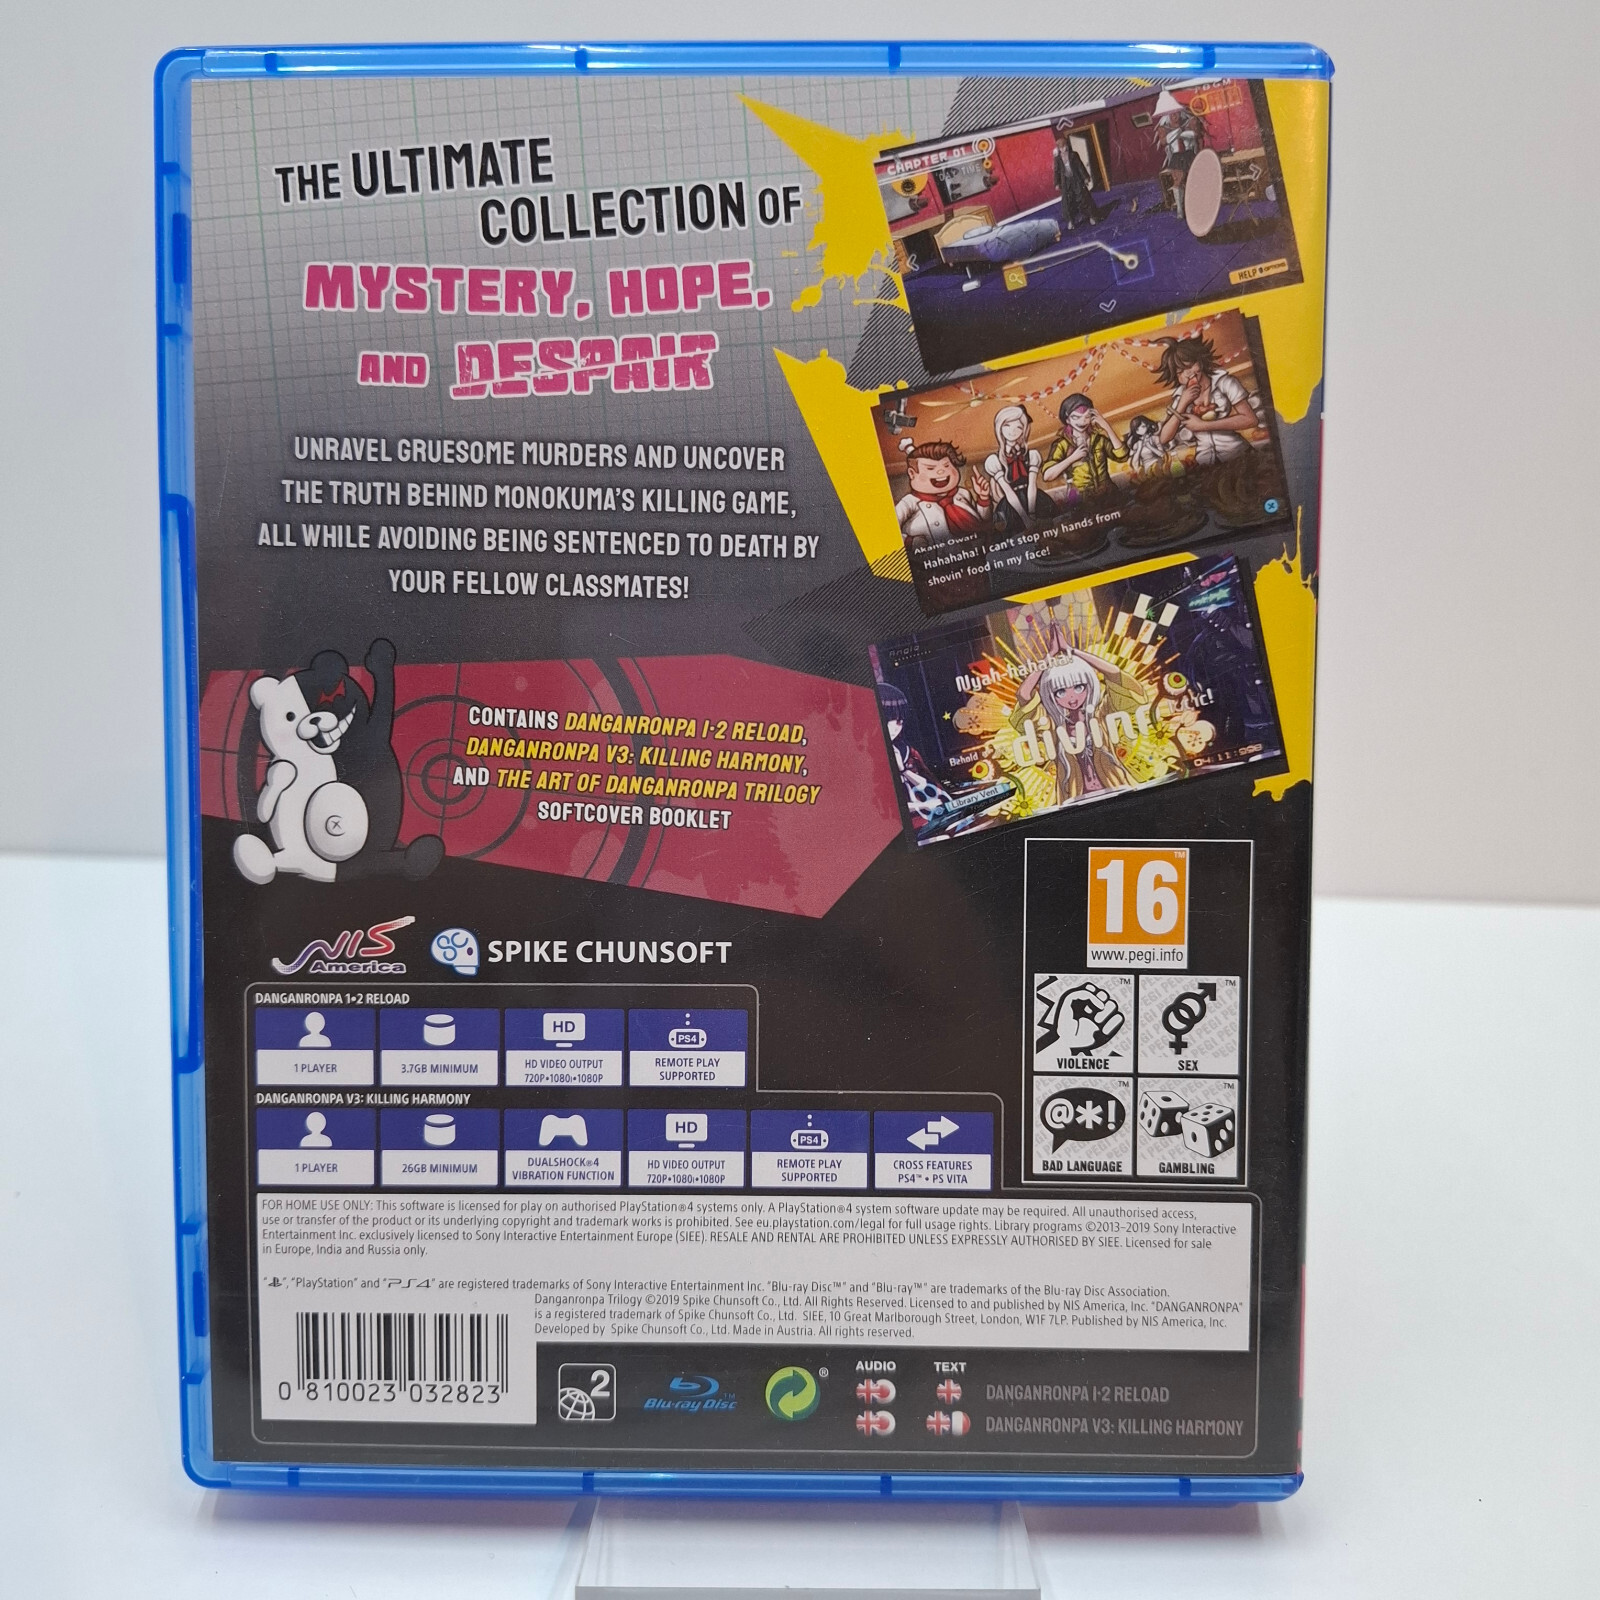 THE ULTIMATE
COLLECTION OF
MYSTERY, HOPE,
AND DESPAIR
UNRAVEL GRUESOME MURDERS AND UNCOVER
THE TRUTH BEHIND MONOKUMA'S KILLING GAME,
ALL WHILE AVOIDING BEING SENTENCED TO DEATH BY
YOUR FELLOW CLASSMATES!
CHAPTER 01
HELP OPTIONS
Akane Owari
Hahahaha! I can't stop my hands from
shovin' food in my face!
Angie
Nyah-hahaha!
divine
Behold
Library Vent
04:11:998
CONTAINS DANGANRONPA 1•2 RELOAD,
DANGANRONPA V3: KILLING HARMONY,
AND THE ART OF DANGANRONPA TRILOGY
SOFTCOVER BOOKLET
16
www.pegi.info
VIOLENCE
SEX
BAD LANGUAGE
GAMBLING
NIS America
SPIKE CHUNSOFT
DANGANRONPA 1•2 RELOAD
1 PLAYER
3.7GB MINIMUM
HD
HD VIDEO OUTPUT
720P•1080i•1080P
PS4
REMOTE PLAY
SUPPORTED
DANGANRONPA V3: KILLING HARMONY
1 PLAYER
26GB MINIMUM
DUALSHOCK®4
VIBRATION FUNCTION
HD
HD VIDEO OUTPUT
720P•1080i•1080P
PS4
REMOTE PLAY
SUPPORTED
CROSS FEATURES
PS4™ • PS VITA
FOR HOME USE ONLY: This software is licensed for play on authorised PlayStation®4 systems only. A PlayStation®4 system software update may be required. All unauthorised access,
use or transfer of the product or its underlying copyright and trademark works is prohibited. See eu.playstation.com/legal for full usage rights. Library programs ©2013-2019 Sony Interactive
Entertainment Inc. exclusively licensed to Sony Interactive Entertainment Europe (SIEE). RESALE AND RENTAL ARE PROHIBITED UNLESS EXPRESSLY AUTHORISED BY SIEE. Licensed for sale
in Europe, India and Russia only.
"PlayStation" and "PS4" are registered trademarks of Sony Interactive Entertainment Inc. "Blu-ray Disc™" and "Blu-ray™" are trademarks of the Blu-ray Disc Association.
Danganronpa Trilogy ©2019 Spike Chunsoft Co., Ltd. All Rights Reserved. Licensed to and published by NIS America, Inc. "DANGANRONPA"
is a registered trademark of Spike Chunsoft Co., Ltd. SIEE, 10 Great Marlborough Street, London, W1F 7LP. Published by NIS America, Inc.
Developed by Spike Chunsoft Co., Ltd. Made in Austria. All rights reserved.
0 810023 032823
2
Blu-ray Disc™
AUDIO
TEXT
DANGANRONPA 1•2 RELOAD
DANGANRONPA V3: KILLING HARMONY